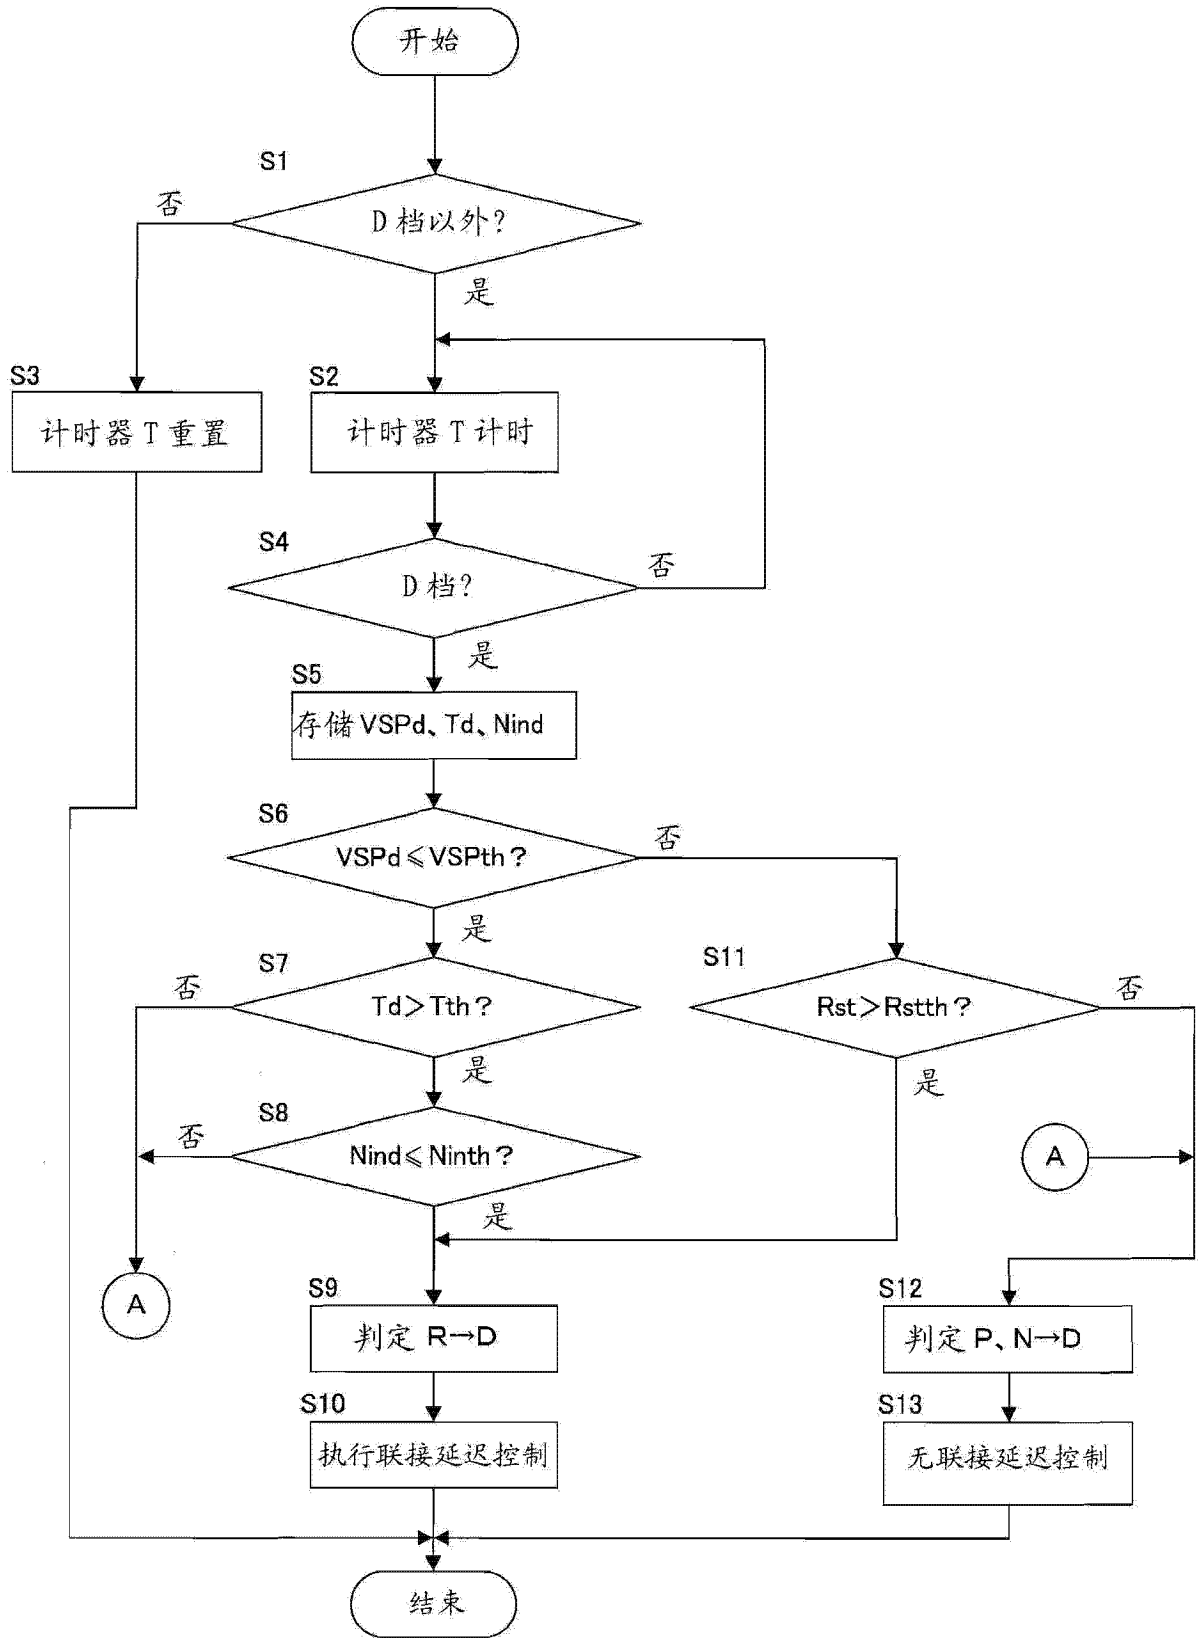 开始
S1
否
D 档以外?
是
S3
计时器 T 重置
S2
计时器 T 计时
S4
否
D 档?
是
S5
存储 VSPd、Td、Nind
S6
否
VSPd≤VSPth?
是
S7
否
Td>Tth?
是
S11
否
Rst>Rstth?
是
S8
否
Nind≤Ninth?
是
A
A
S9
判定 R→D
S12
判定 P、N→D
S10
执行联接延迟控制
S13
无联接延迟控制
结束